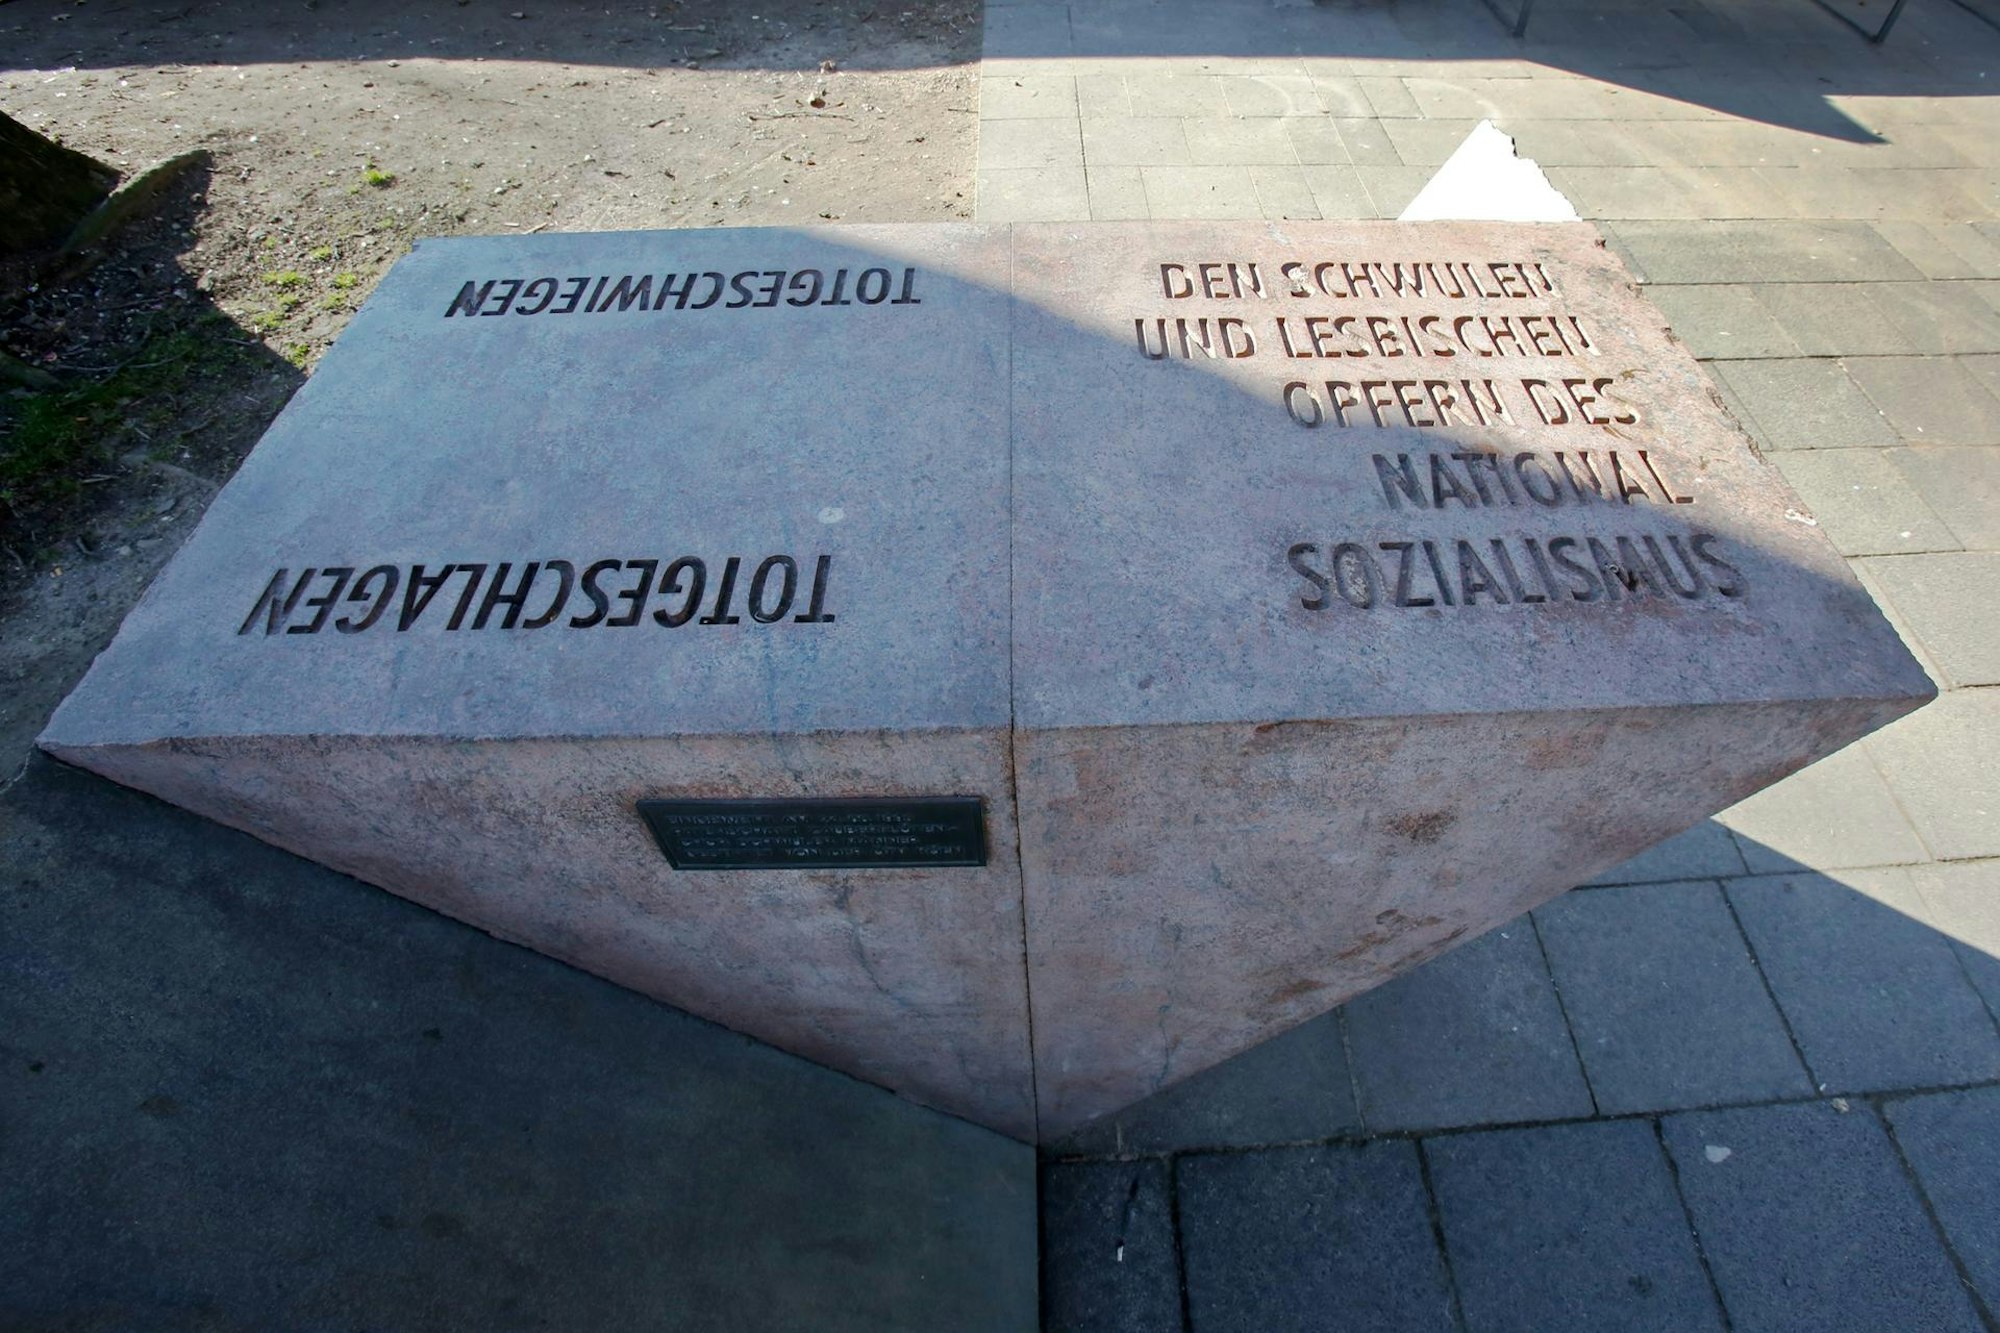 TOTGESCHLAGEN
TOTGESCHWIEGEN
DEN SCHWULEN
UND LESBISCHEN
OPFERN DES
NATIONAL
SOZIALISMUS